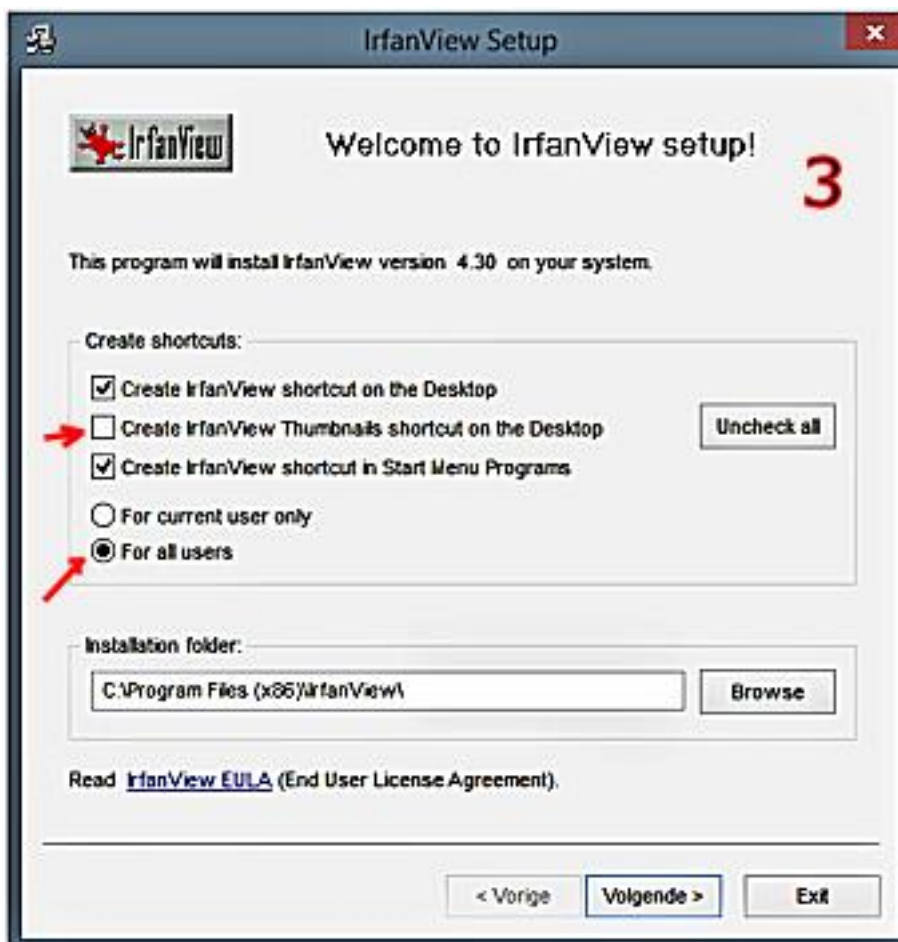 IrfanView Setup
x
IrfanView
Welcome to IrfanView setup!
3
This program will install IrfanView version 4.30 on your system.
Create shortcuts:
Create IrfanView shortcut on the Desktop
Create IrfanView Thumbnails shortcut on the Desktop
Uncheck all
Create IrfanView shortcut in Start Menu Programs
For current user only
For all users
Installation folder:
C:\Program Files (x86)\IrfanView\
Browse
Read IrfanView EULA (End User License Agreement).
< Vorige
Volgende >
Exit